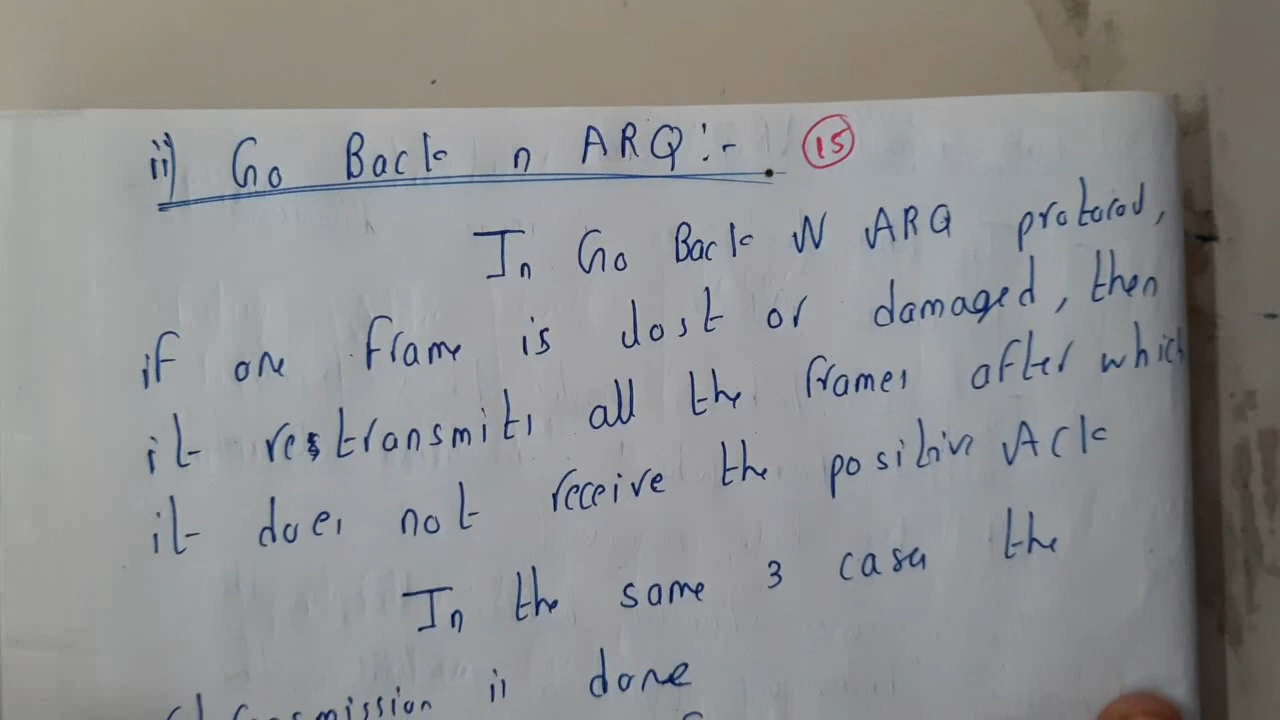 ii) Go Back n ARQ:- 15
In Go Back N ARQ protocol,
if one frame is lost or damaged, then
it restransmits all the frames after which
it does not receive the positive Ack
In the same 3 cases the
is done